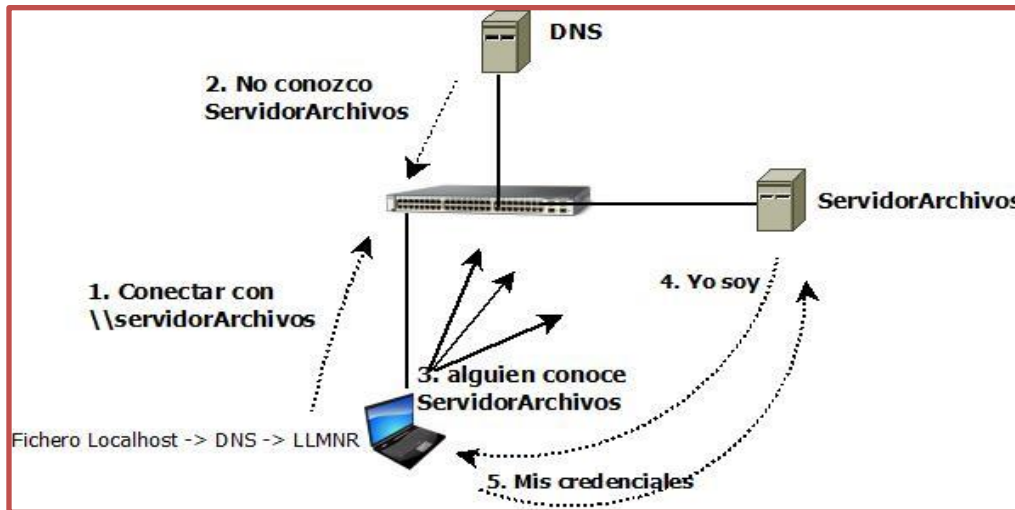 DNS
2. No conozco
ServidorArchivos
ServidorArchivos
1. Conectar con
\\servidorArchivos
4. Yo soy
3. alguien conoce
ServidorArchivos
Fichero Localhost -> DNS -> LLMNR
5. Mis credenciales